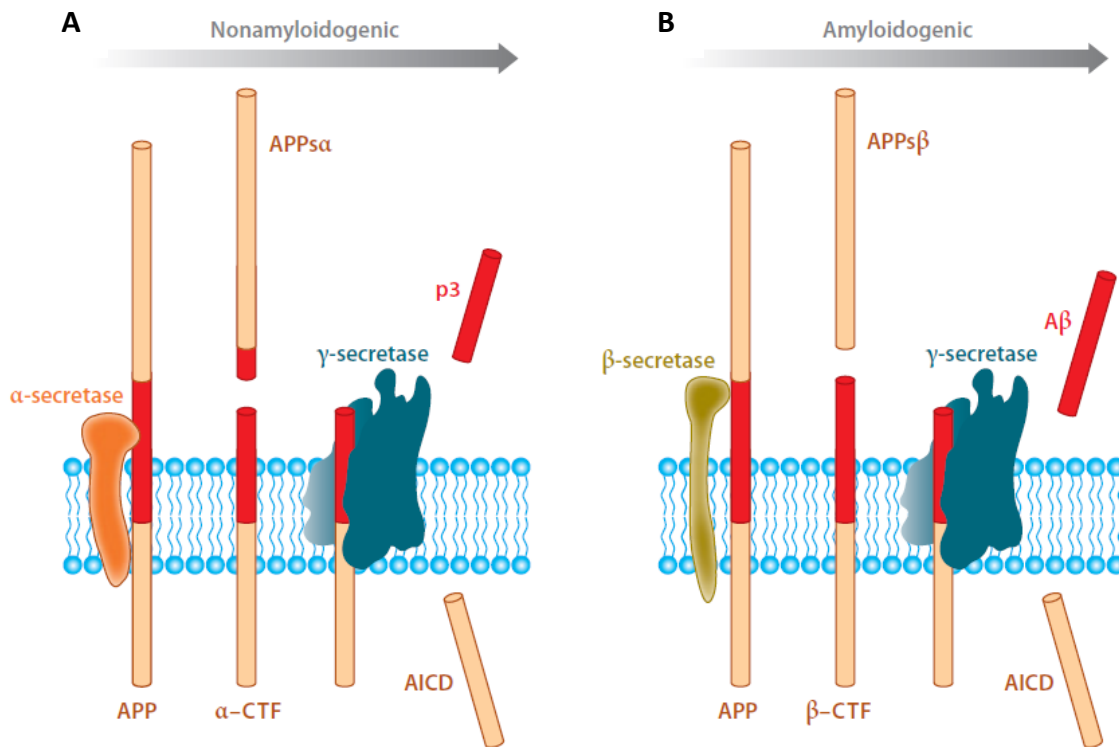 A
Nonamyloidogenic
APPsα
p3
γ-secretase
α-secretase
AICD
APP
α-CTF
B
Amyloidogenic
APPsβ
Aβ
β-secretase
γ-secretase
AICD
APP
β-CTF